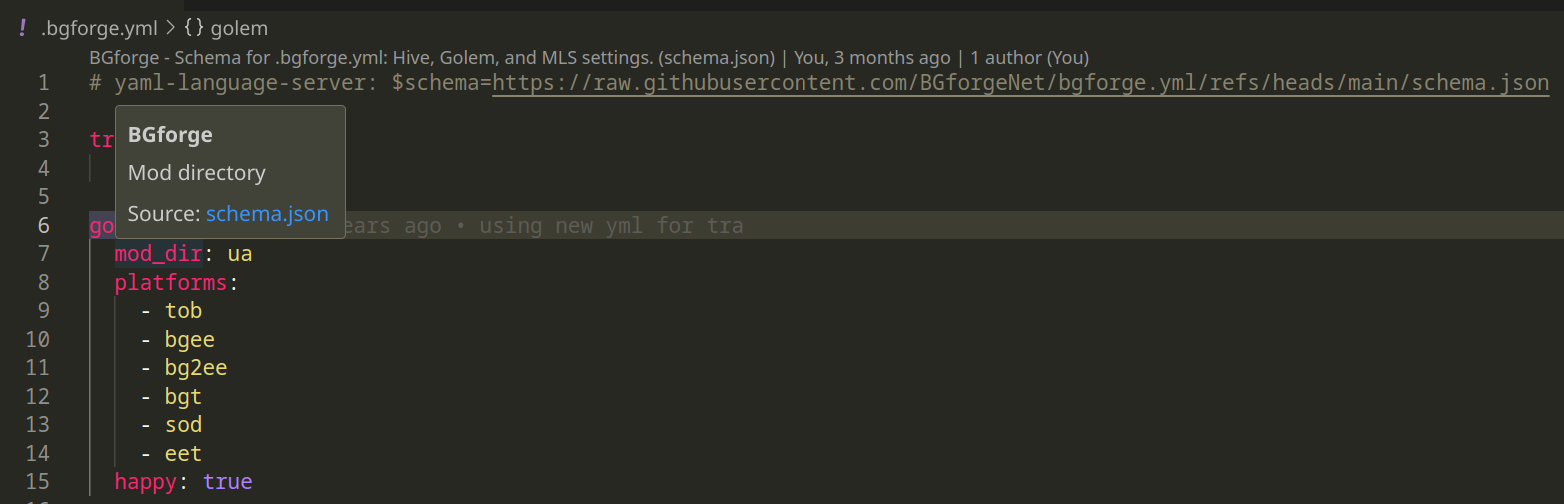 ! .bgforge.yml > {} golem
BGforge - Schema for .bgforge.yml: Hive, Golem, and MLS settings. (schema.json) | You, 3 months ago | 1 author (You)
1 # yaml-language-server: $schema=https://raw.githubusercontent.com/BGforgeNet/bgforge.yml/refs/heads/main/schema.json
2
BGforge
3 tr
4
Mod directory
5
Source: schema.json
6 go ears ago • using new yml for tra
7 mod_dir: ua
8 platforms:
9 - tob
10 - bgee
11 - bg2ee
12 - bgt
13 - sod
14 - eet
15 happy: true